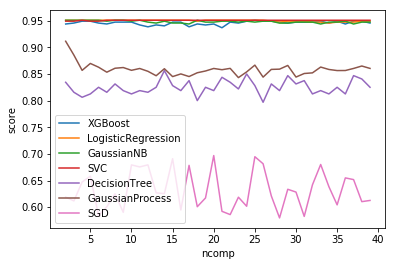 0.95
0.90
0.85
0.80
0.75
0.70
0.65
0.60
score
XGBoost
LogisticRegression
GaussianNB
SVC
DecisionTree
GaussianProcess
SGD
5 10 15 20 25 30 35 40
ncomp